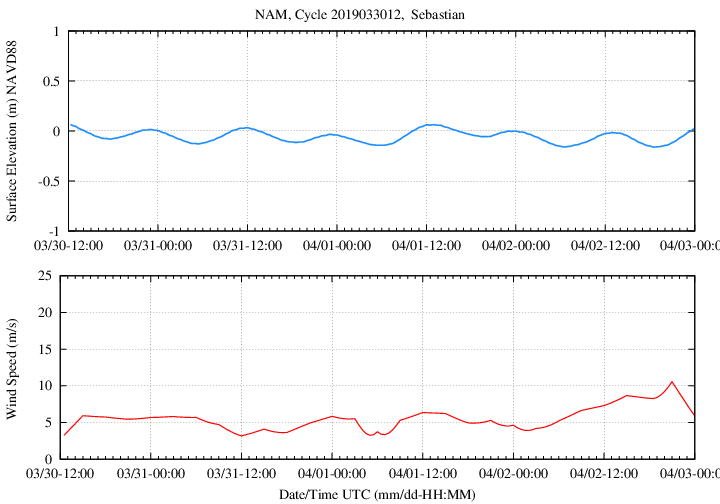 NAM, Cycle 2019033012,  Sebastian
Surface Elevation (m) NAVD88
1
0.5
0
-0.5
-1
03/30-12:00 03/31-00:00 03/31-12:00 04/01-00:00 04/01-12:00 04/02-00:00 04/02-12:00 04/03-00:0
Wind Speed (m/s)
25
20
15
10
5
0
03/30-12:00 03/31-00:00 03/31-12:00 04/01-00:00 04/01-12:00 04/02-00:00 04/02-12:00 04/03-00:0
Date/Time UTC (mm/dd-HH:MM)